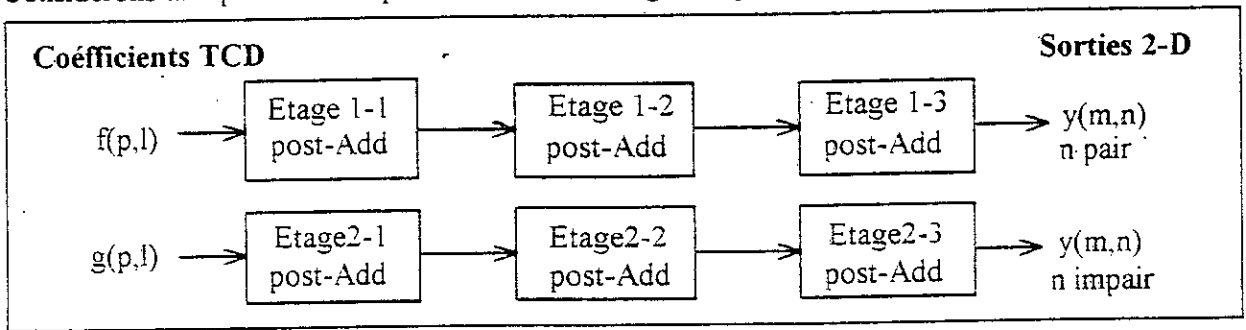 Coéfficients TCD
Sorties 2-D
f(p,l)
Etage 1-1
post-Add
Etage 1-2
post-Add
Etage 1-3
post-Add
y(m,n)
n pair
g(p,l)
Etage2-1
post-Add
Etage2-2
post-Add
Etage2-3
post-Add
y(m,n)
n impair